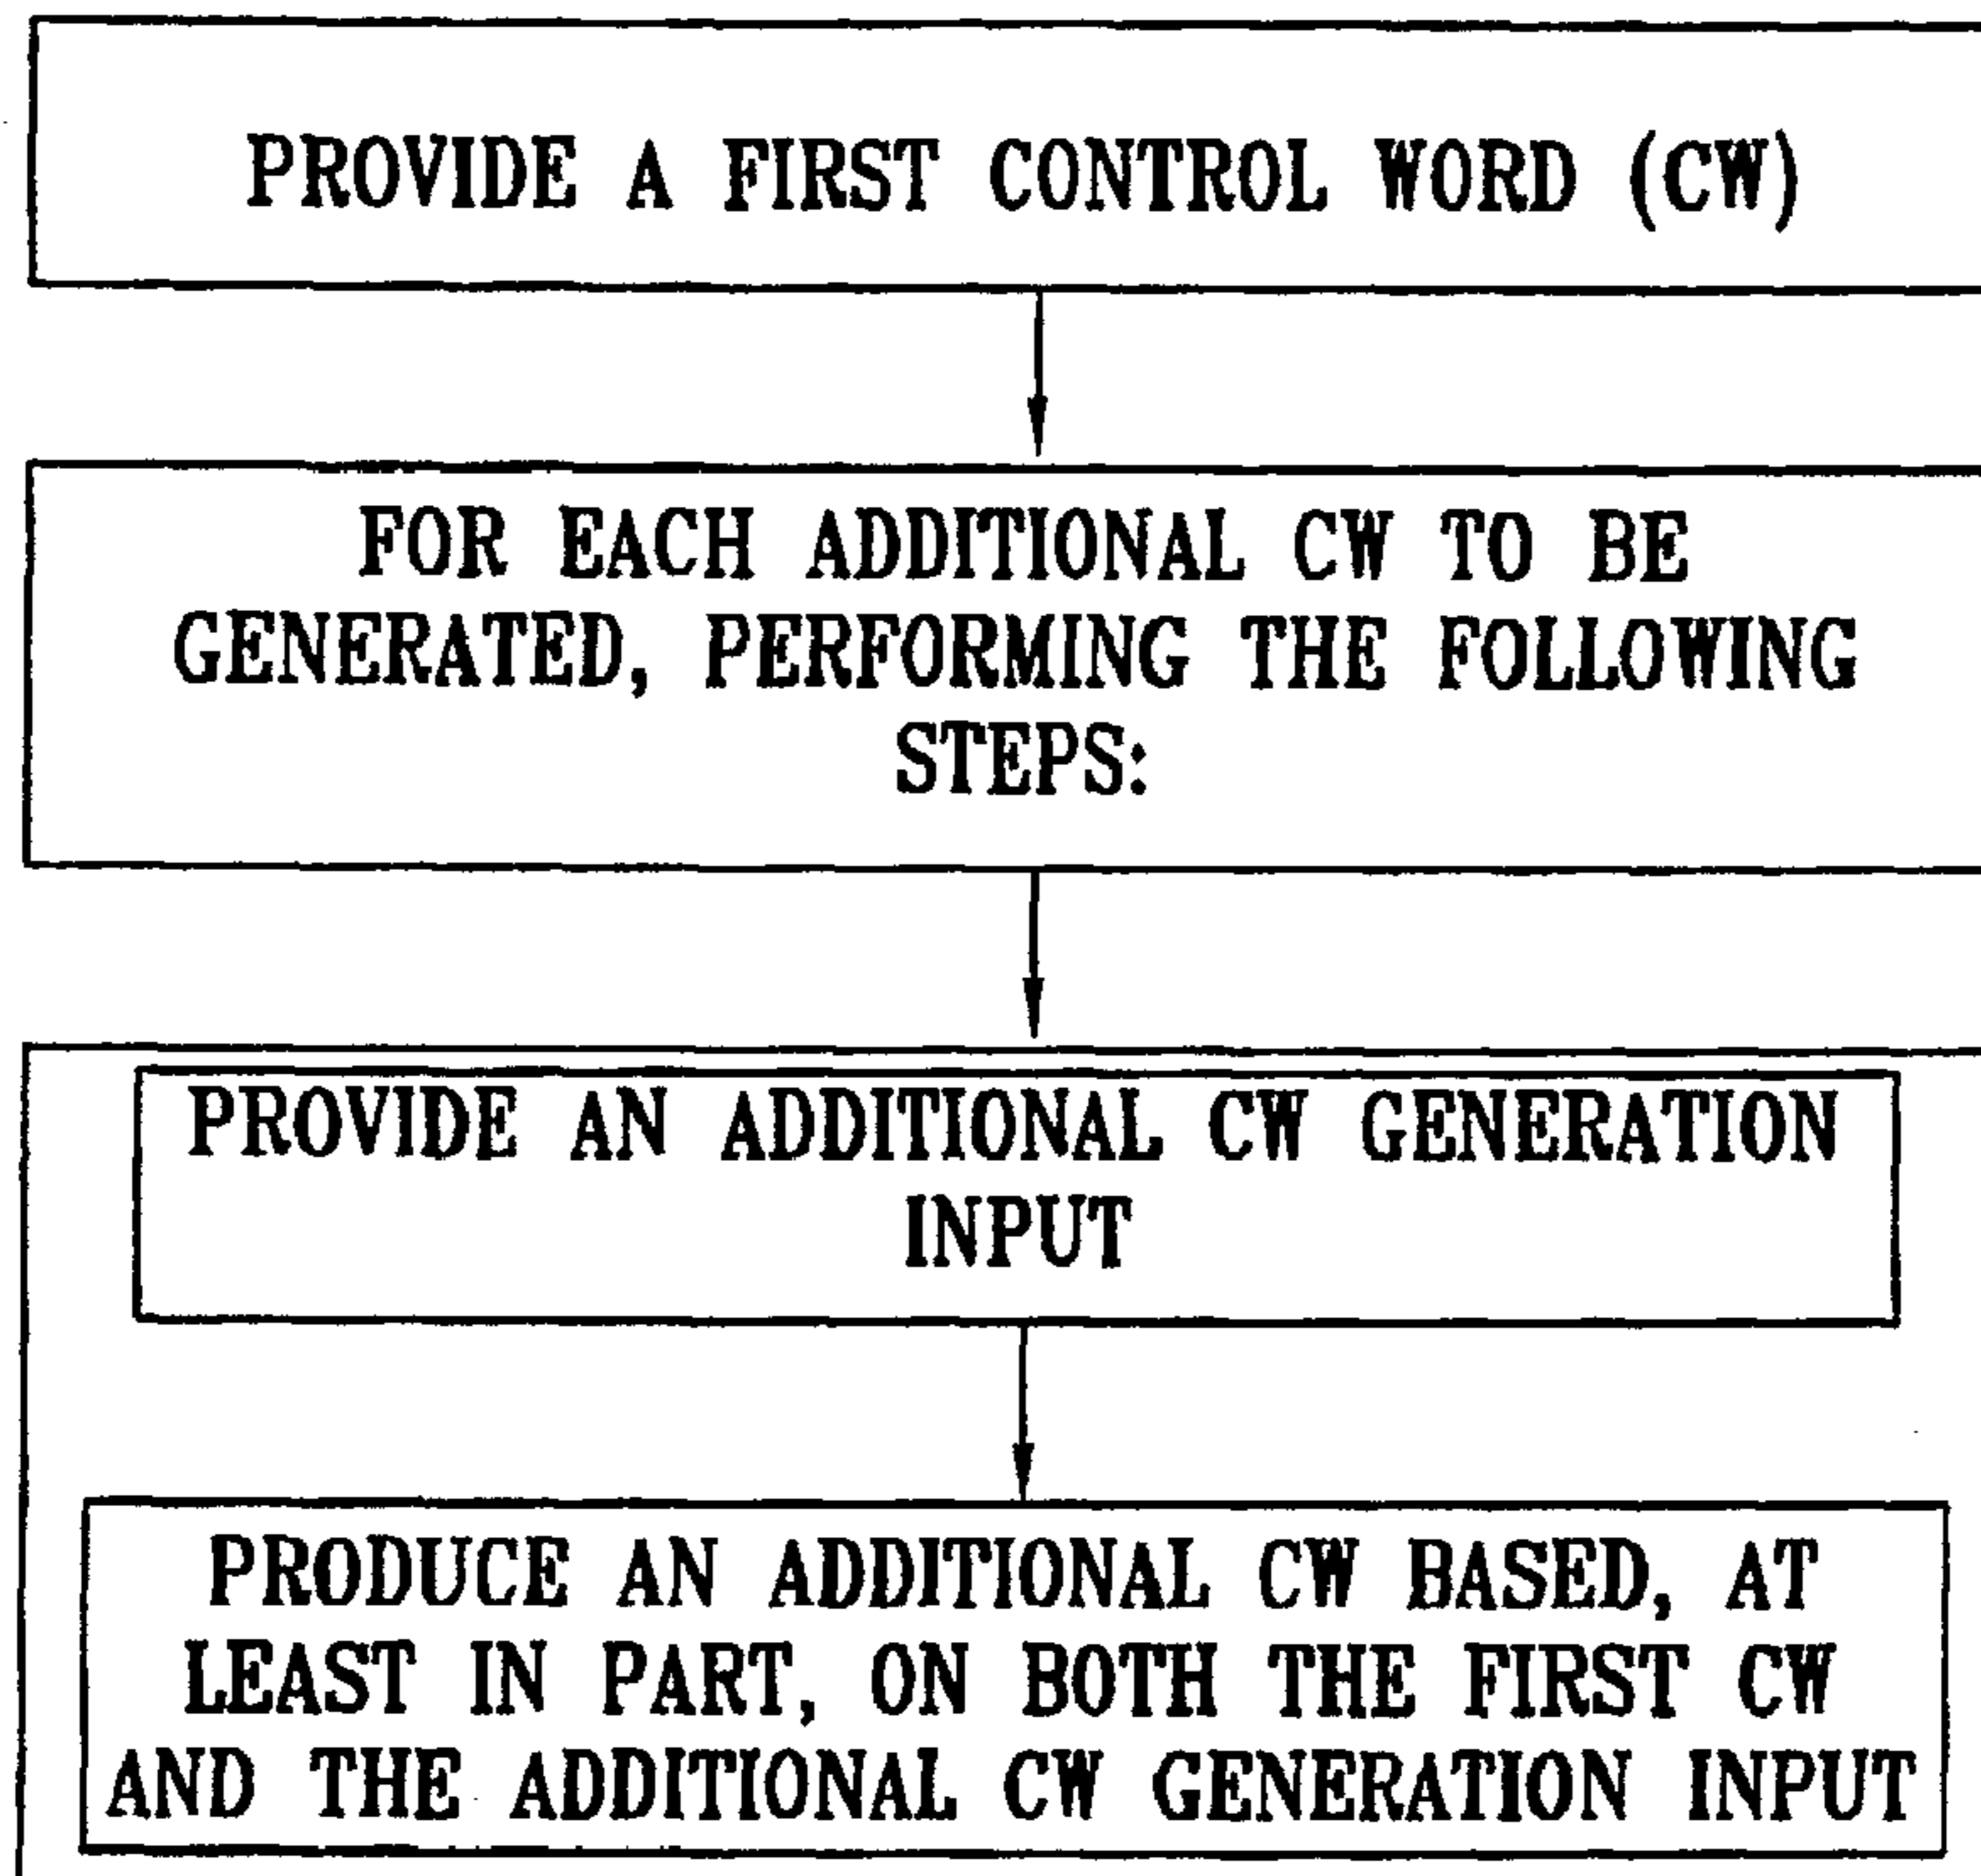 PROVIDE A FIRST CONTROL WORD (CW)
FOR EACH ADDITIONAL CW TO BE
GENERATED, PERFORMING THE FOLLOWING
STEPS:
PROVIDE AN ADDITIONAL CW GENERATION
INPUT
PRODUCE AN ADDITIONAL CW BASED, AT
LEAST IN PART, ON BOTH THE FIRST CW
AND THE ADDITIONAL CW GENERATION INPUT